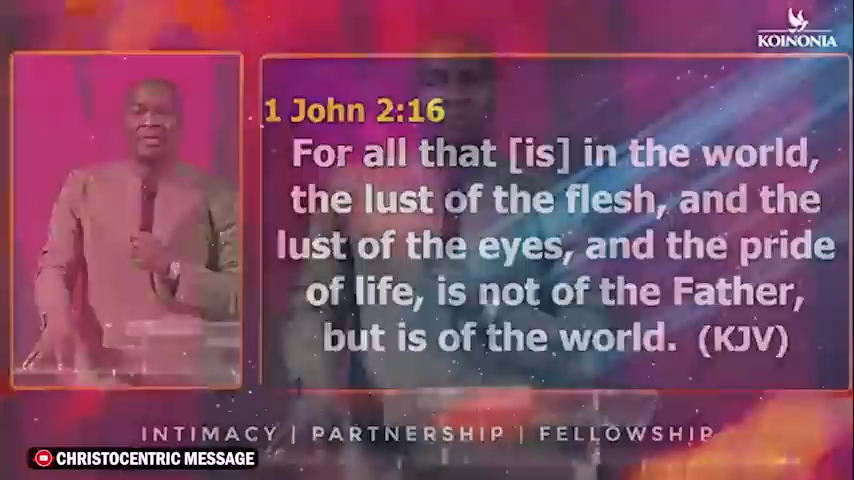 KOINONIA
1 John 2:16
For all that [is] in the world,
the lust of the flesh, and the
lust of the eyes, and the pride
of life, is not of the Father,
but is of the world. (KJV)
INTIMACY | PARTNERSHIP | FELLOWSHIP
CHRISTOCENTRIC MESSAGE